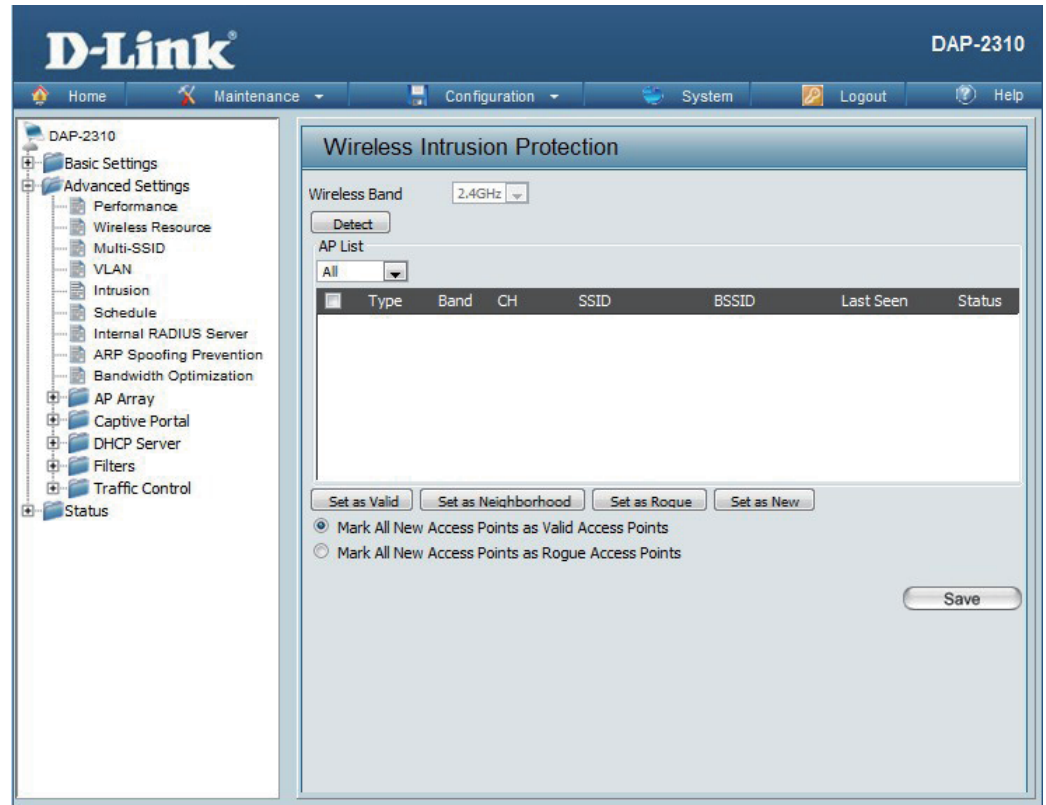 D-Link®
DAP-2310
Home Maintenance Configuration System Logout Help
DAP-2310
Basic Settings
Advanced Settings
Performance
Wireless Resource
Multi-SSID
VLAN
Intrusion
Schedule
Internal RADIUS Server
ARP Spoofing Prevention
Bandwidth Optimization
AP Array
Captive Portal
DHCP Server
Filters
Traffic Control
Status
Wireless Intrusion Protection
Wireless Band 2.4GHz
Detect
AP List
All
Type Band CH SSID BSSID Last Seen Status
Set as Valid Set as Neighborhood Set as Rogue Set as New
Mark All New Access Points as Valid Access Points
Mark All New Access Points as Rogue Access Points
Save